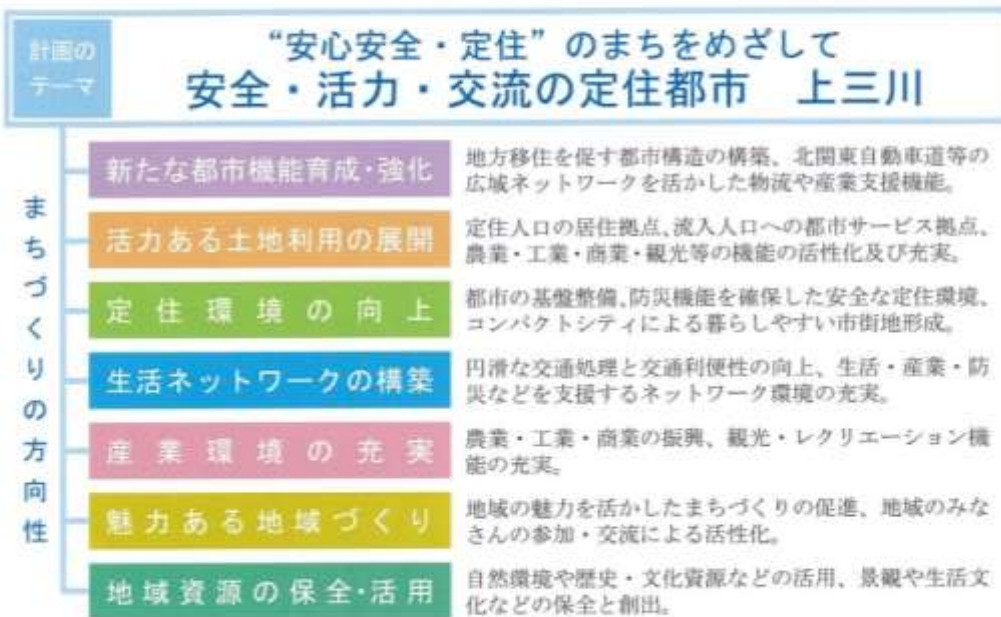 計画の
テーマ
“安心安全・定住”のまちをめざして
安全・活力・交流の定住都市　上三川
まちづくりの方向性
新たな都市機能育成・強化
地方移住を促す都市構造の構築、北関東自動車道等の
広域ネットワークを活かした物流や産業支援機能。
活力ある土地利用の展開
定住人口の居住拠点、流入人口への都市サービス拠点、
農業・工業・商業・観光等の機能の活性化及び充実。
定住環境の向上
都市の基盤整備、防災機能を確保した安全な定住環境、
コンパクトシティによる暮らしやすい市街地形成。
生活ネットワークの構築
円滑な交通処理と交通利便性の向上、生活・産業・防
災などを支援するネットワーク環境の充実。
産業環境の充実
農業・工業・商業の振興、観光・レクリエーション機
能の充実。
魅力ある地域づくり
地域の魅力を活かしたまちづくりの促進、地域のみな
さんの参加・交流による活性化。
地域資源の保全・活用
自然環境や歴史・文化資源などの活用、景観や生活文
化などの保全と創出。